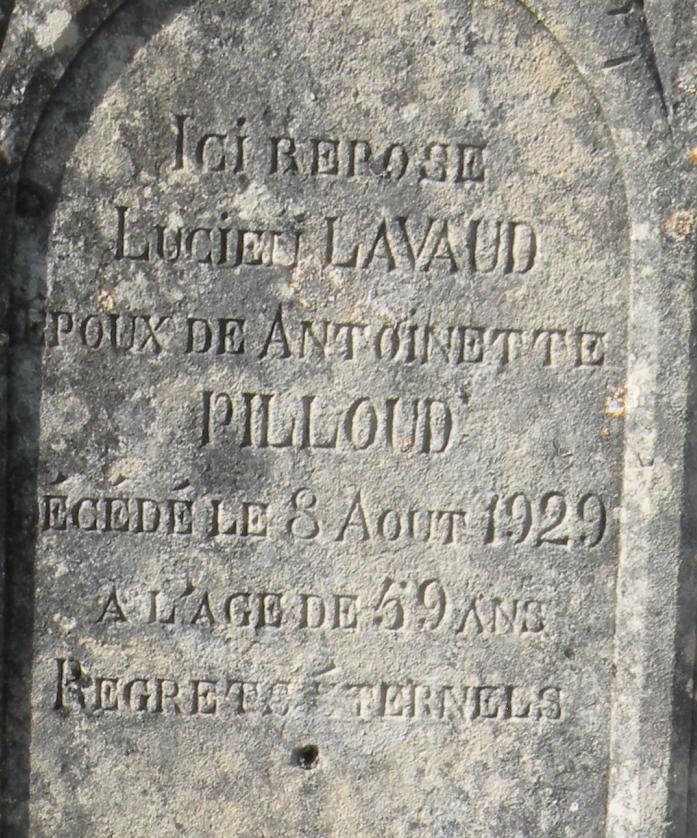 Ici repose
Lucien LAVAUD
époux de Antoinette
PILLOUD
décédé le 8 Aout 1929
a l'age de 59 ans
Regrets éternels